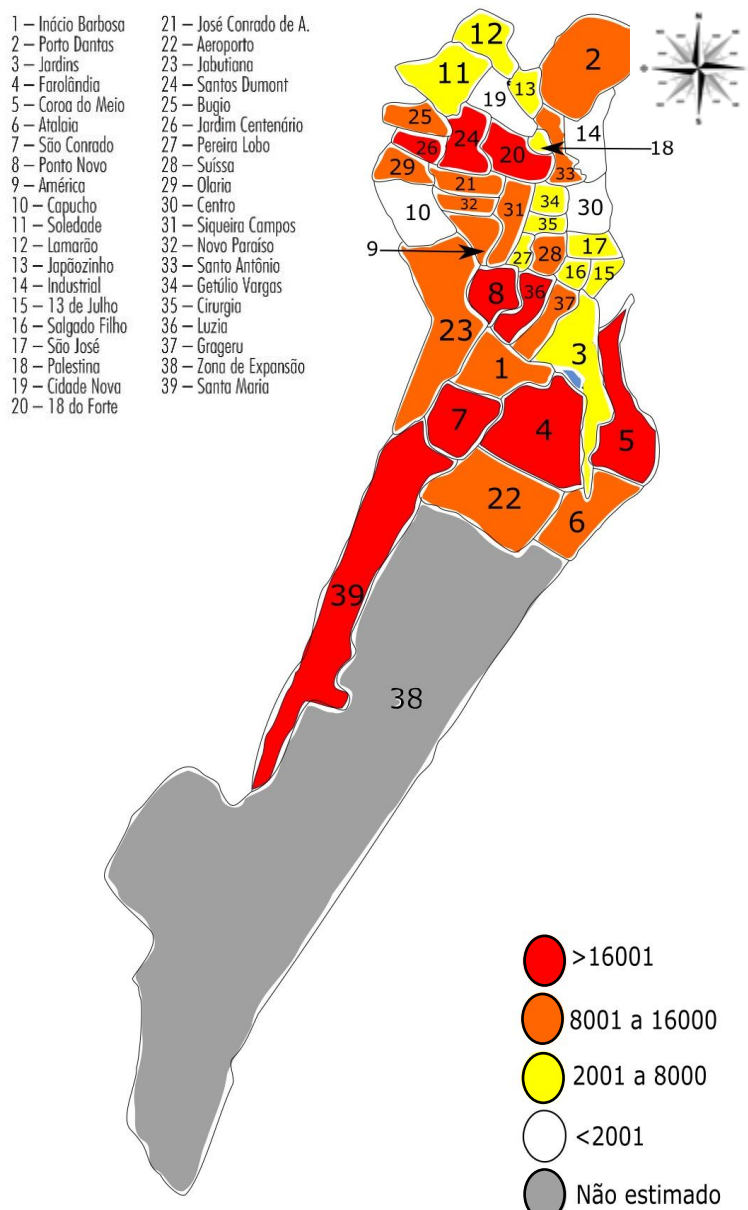 1 – Inácio Barbosa
2 – Porto Dantas
3 – Jardins
4 – Farolândia
5 – Coroa do Meio
6 – Atalaia
7 – São Conrado
8 – Ponto Novo
9 – América
10 – Capucho
11 – Soledade
12 – Lamarão
13 – Japãozinho
14 – Industrial
15 – 13 de Julho
16 – Salgado Filho
17 – São José
18 – Palestina
19 – Cidade Nova
20 – 18 do Forte
21 – José Conrado de A.
22 – Aeroporto
23 – Jabutiana
24 – Santos Dumont
25 – Bugio
26 – Jardim Centenário
27 – Pereira Lobo
28 – Suíssa
29 – Olaria
30 – Centro
31 – Siqueira Campos
32 – Novo Paraíso
33 – Santo Antônio
34 – Getúlio Vargas
35 – Cirurgia
36 – Luzia
37 – Grageru
38 – Zona de Expansão
39 – Santa Maria
12
2
11
19
13
25
14
24
26
20
18
29
33
21
10
32
31
34
30
35
9
17
27
28
16
15
8
36
37
23
3
1
7
4
5
22
6
39
38
>16001
8001 a 16000
2001 a 8000
<2001
Não estimado